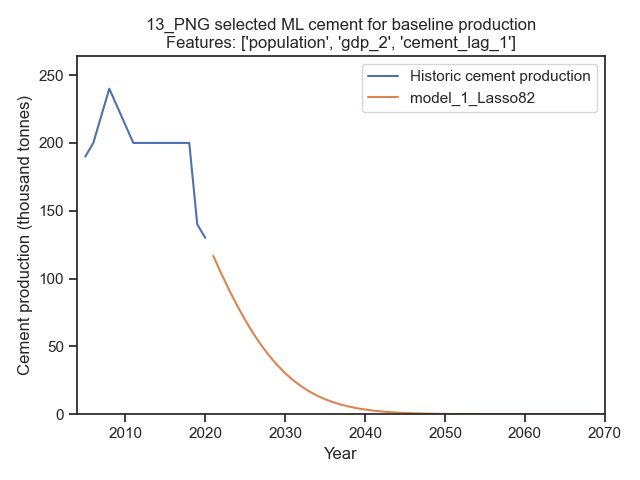 13_PNG selected ML cement for baseline production
Features: ['population', 'gdp_2', 'cement_lag_1']
Historic cement production
model_1_Lasso82
Cement production (thousand tonnes)
250
200
150
100
50
0
2010 2020 2030 2040 2050 2060 2070
Year